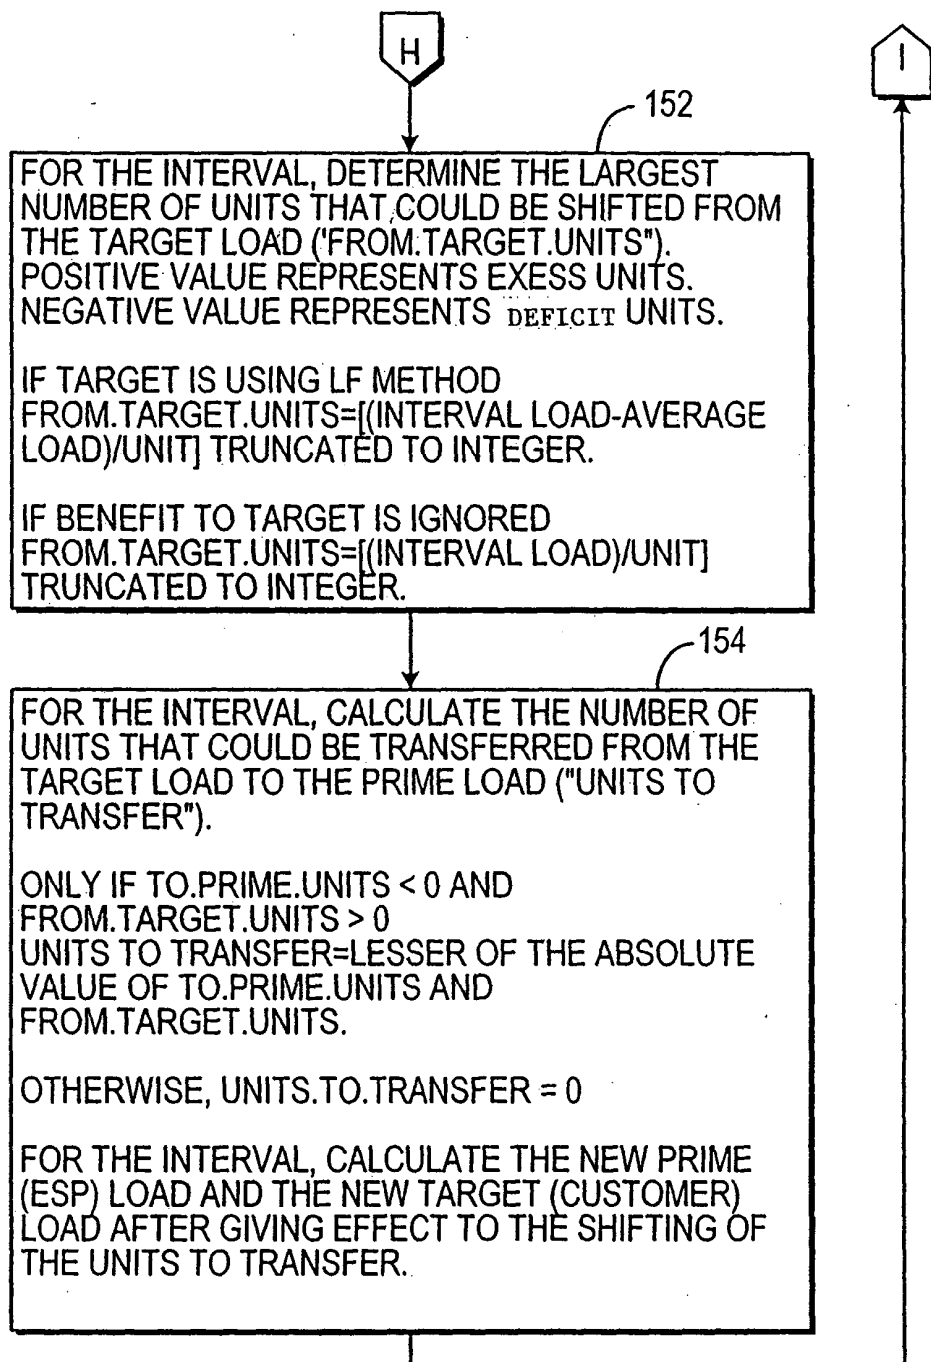 H
I
152
FOR THE INTERVAL, DETERMINE THE LARGEST
NUMBER OF UNITS THAT COULD BE SHIFTED FROM
THE TARGET LOAD ('FROM.TARGET.UNITS").
POSITIVE VALUE REPRESENTS EXESS UNITS.
NEGATIVE VALUE REPRESENTS DEFICIT UNITS.
IF TARGET IS USING LF METHOD
FROM.TARGET.UNITS=[(INTERVAL LOAD-AVERAGE
LOAD)/UNIT] TRUNCATED TO INTEGER.
IF BENEFIT TO TARGET IS IGNORED
FROM.TARGET.UNITS=[(INTERVAL LOAD)/UNIT]
TRUNCATED TO INTEGER.
154
FOR THE INTERVAL, CALCULATE THE NUMBER OF
UNITS THAT COULD BE TRANSFERRED FROM THE
TARGET LOAD TO THE PRIME LOAD ("UNITS TO
TRANSFER").
ONLY IF TO.PRIME.UNITS < 0 AND
FROM.TARGET.UNITS > 0
UNITS TO TRANSFER=LESSER OF THE ABSOLUTE
VALUE OF TO.PRIME.UNITS AND
FROM.TARGET.UNITS.
OTHERWISE, UNITS.TO.TRANSFER = 0
FOR THE INTERVAL, CALCULATE THE NEW PRIME
(ESP) LOAD AND THE NEW TARGET (CUSTOMER)
LOAD AFTER GIVING EFFECT TO THE SHIFTING OF
THE UNITS TO TRANSFER.